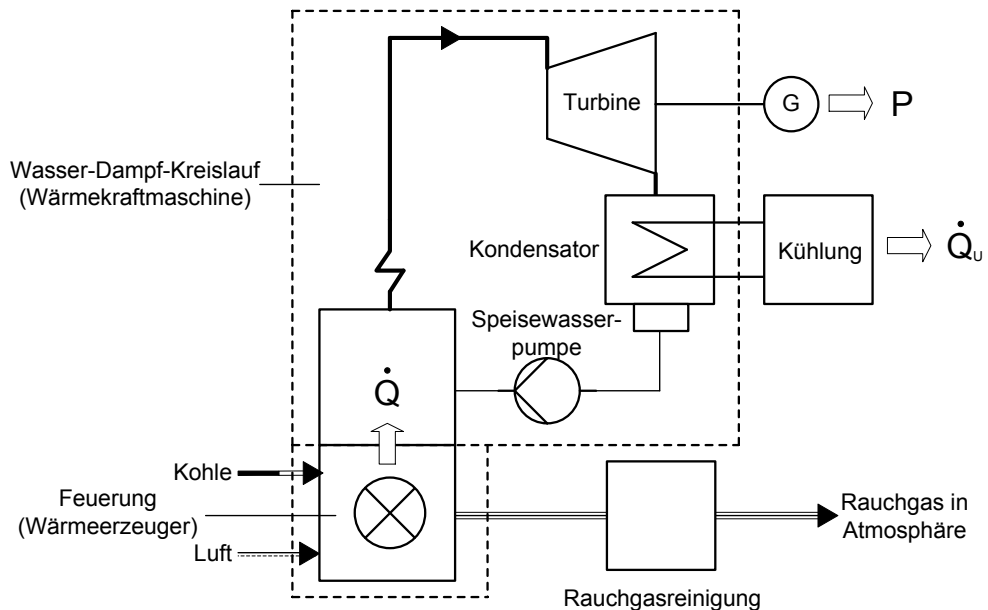 Turbine
G
P
Wasser-Dampf-Kreislauf
(Wärmekraftmaschine)
Kondensator
Kühlung
Q̇U
Speisewasser-
pumpe
Q̇
Kohle
Feuerung
(Wärmeerzeuger)
Luft
Rauchgas in
Atmosphäre
Rauchgasreinigung